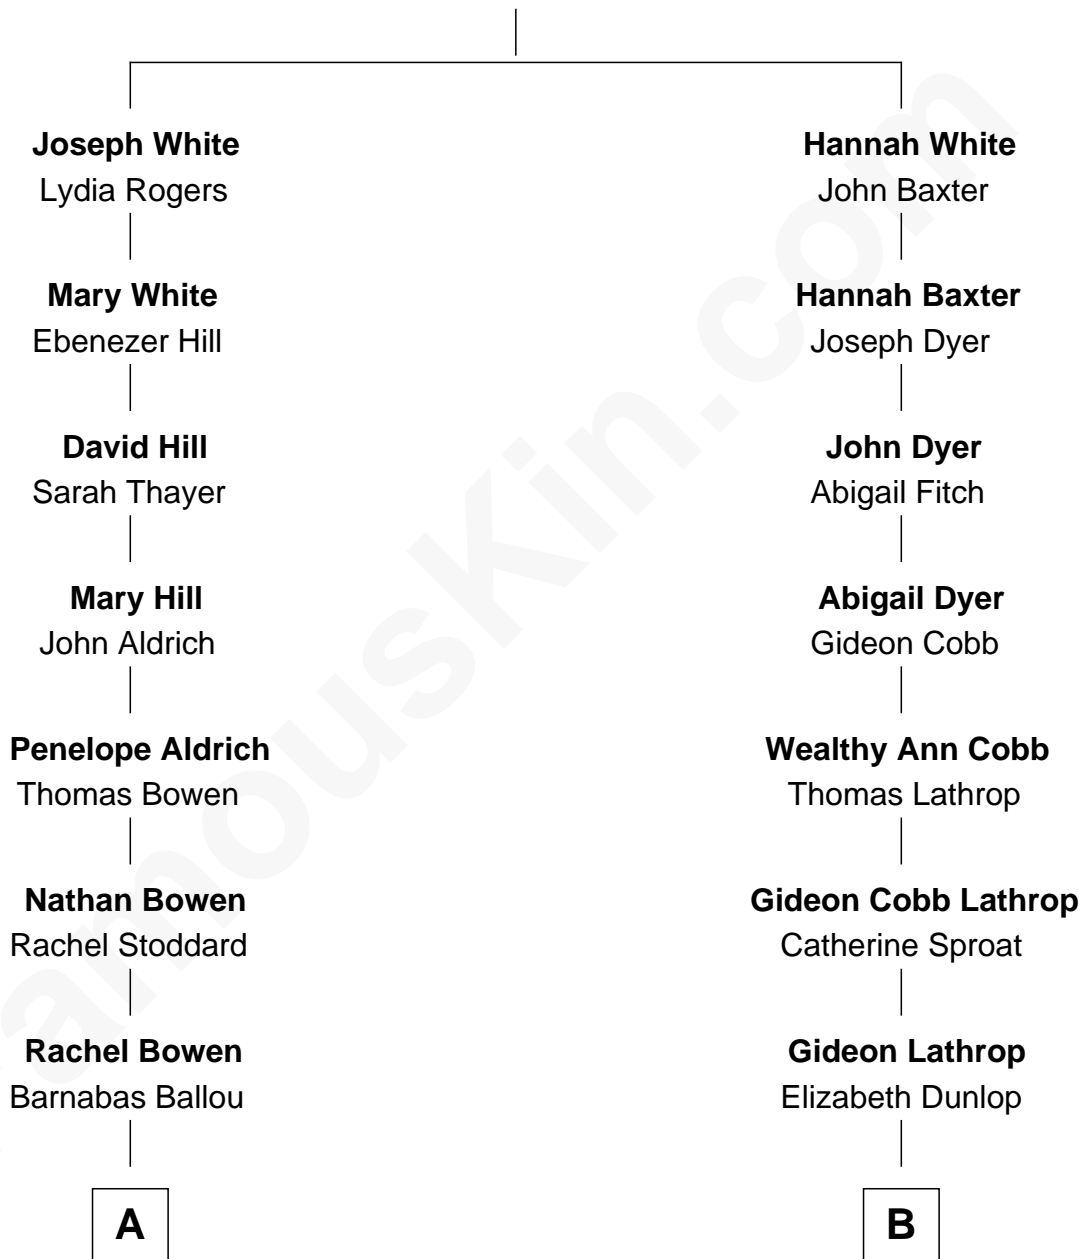 Joseph White
Lydia Rogers
Mary White
Ebenezer Hill
David Hill
Sarah Thayer
Mary Hill
John Aldrich
Penelope Aldrich
Thomas Bowen
Nathan Bowen
Rachel Stoddard
Rachel Bowen
Barnabas Ballou
A
Hannah White
John Baxter
Hannah Baxter
Joseph Dyer
John Dyer
Abigail Fitch
Abigail Dyer
Gideon Cobb
Wealthy Ann Cobb
Thomas Lathrop
Gideon Cobb Lathrop
Catherine Sproat
Gideon Lathrop
Elizabeth Dunlop
B
amouskin.com